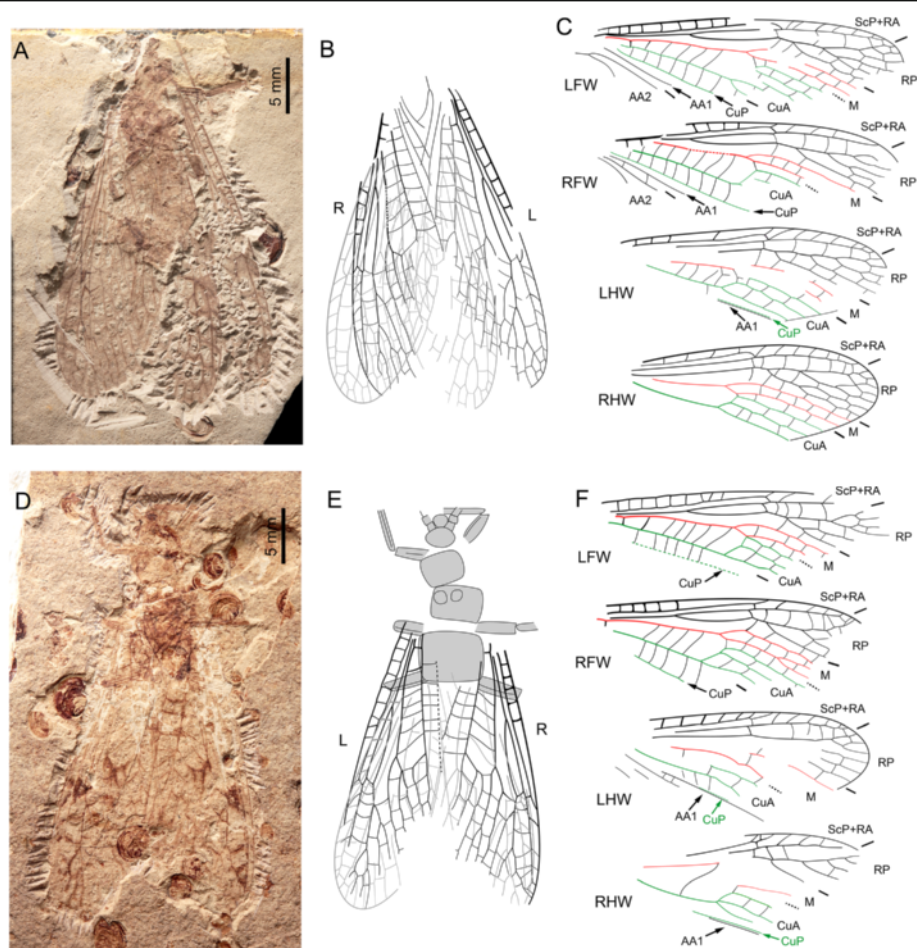 A
5 mm
B
R
L
C
ScP+RA
RP
M
CuA
CuP
AA1
AA2
LFW
ScP+RA
RP
M
CuA
CuP
AA1
AA2
RFW
ScP+RA
RP
M
CuA
CuP
AA1
LHW
ScP+RA
RP
M
CuA
RHW
D
5 mm
E
L
R
F
ScP+RA
RP
M
CuA
CuP
LFW
ScP+RA
RP
M
CuA
CuP
RFW
ScP+RA
RP
M
CuA
AA1
CuP
LHW
ScP+RA
RP
M
CuA
CuP
AA1
RHW